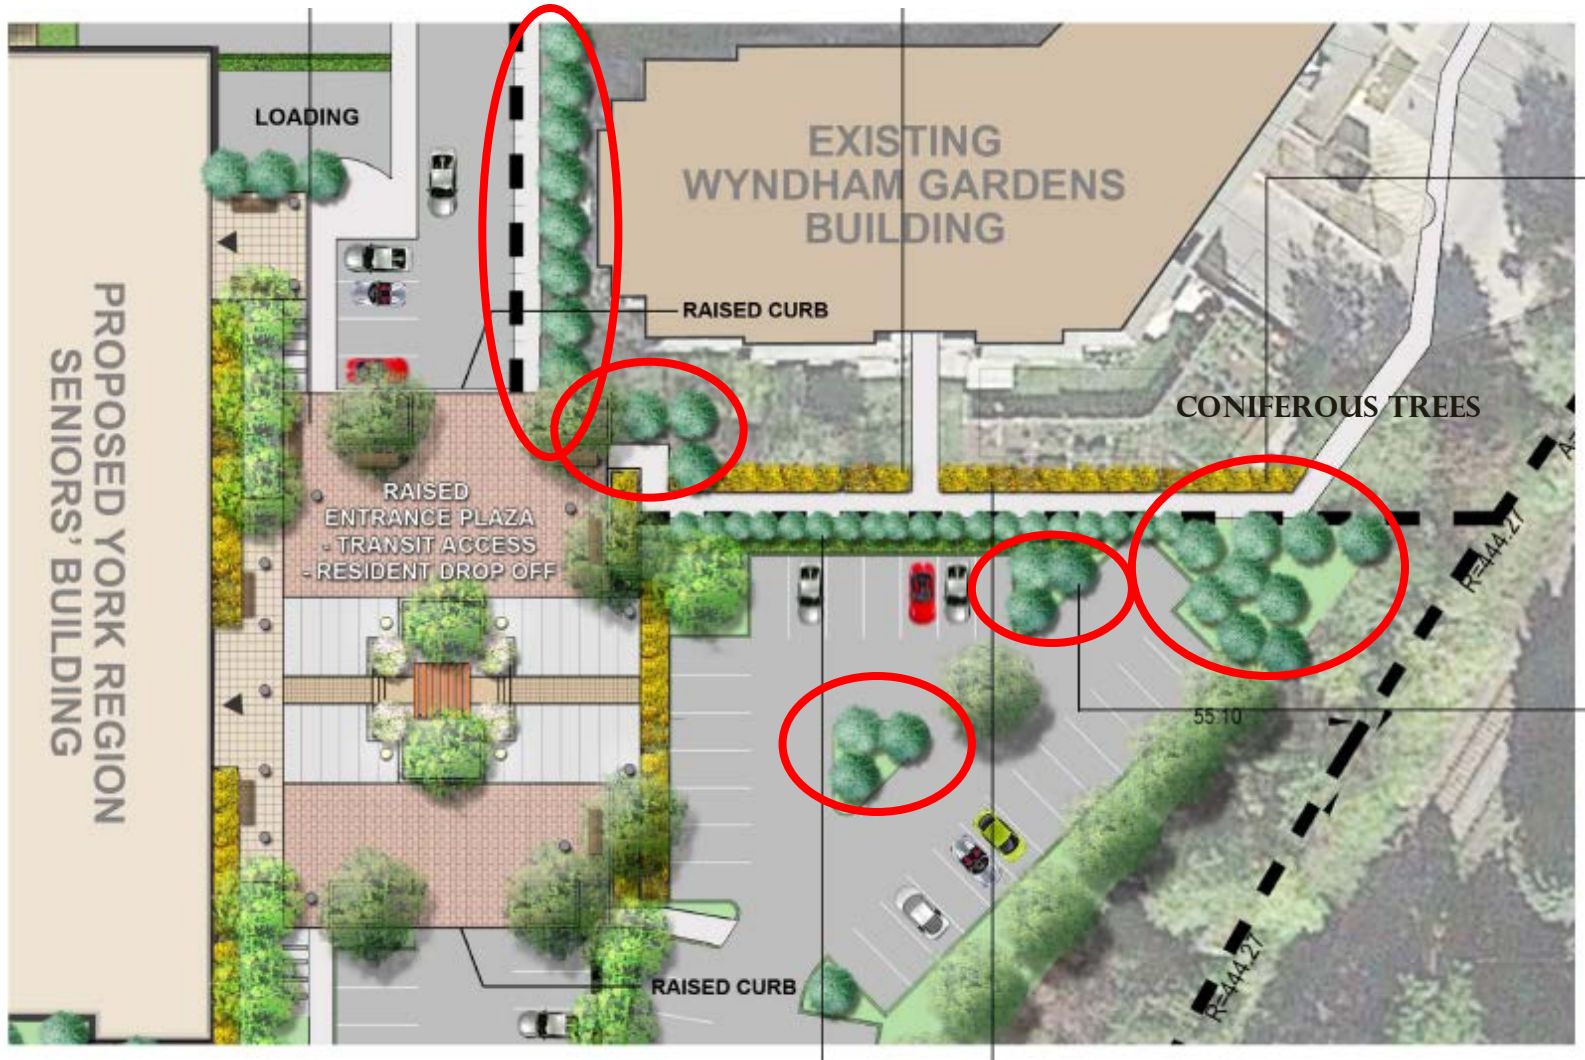 LOADING
EXISTING
WYNDHAM GARDENS
BUILDING
RAISED CURB
PROPOSED YORK REGION
SENIORS' BUILDING
CONIFEROUS TREES
RAISED
ENTRANCE PLAZA
- TRANSIT ACCESS
- RESIDENT DROP OFF
A=
R=444.27
55.10
R=444.27
RAISED CURB